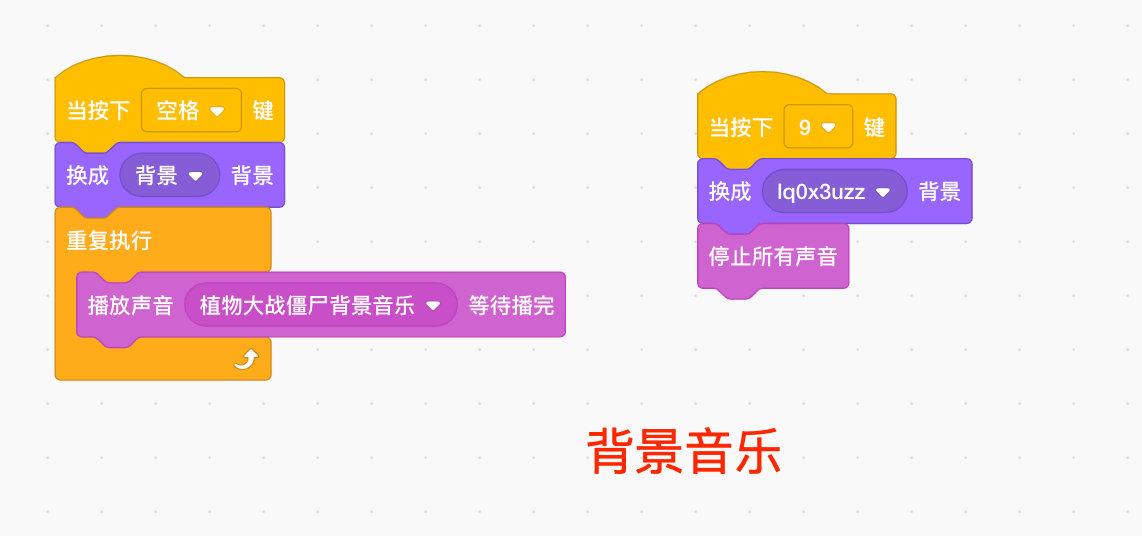 当按下 空格 键
换成 背景 背景
重复执行
播放声音 植物大战僵尸背景音乐 等待播完
当按下 9 键
换成 lq0x3uzz 背景
停止所有声音
背景音乐